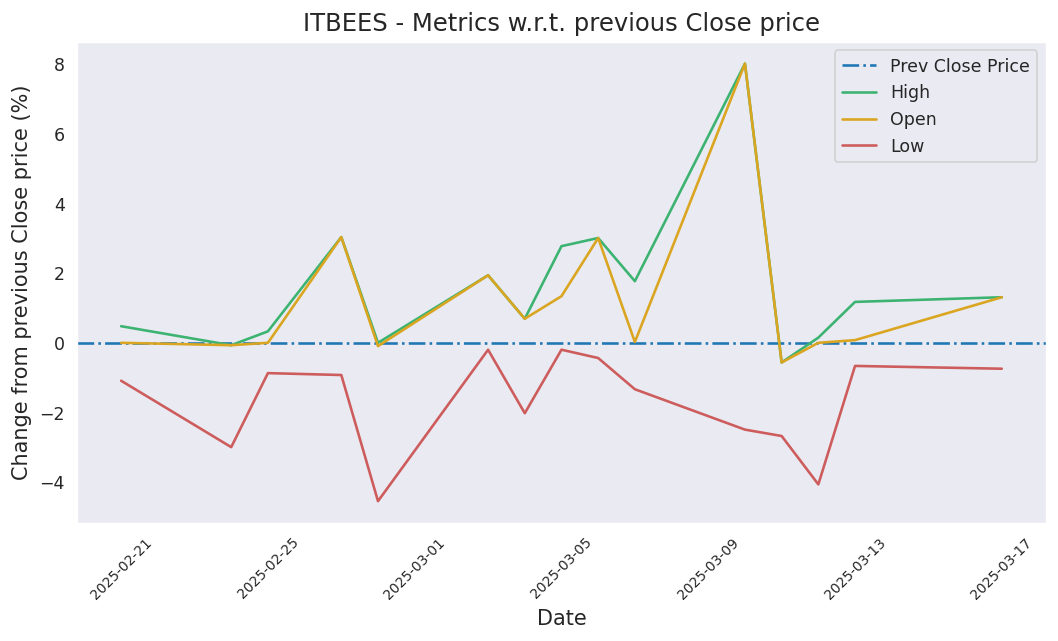 ITBEES - Metrics w.r.t. previous Close price
Change from previous Close price (%)
8
6
4
2
0
−2
−4
Prev Close Price
High
Open
Low
2025-02-21
2025-02-25
2025-03-01
2025-03-05
2025-03-09
2025-03-13
2025-03-17
Date